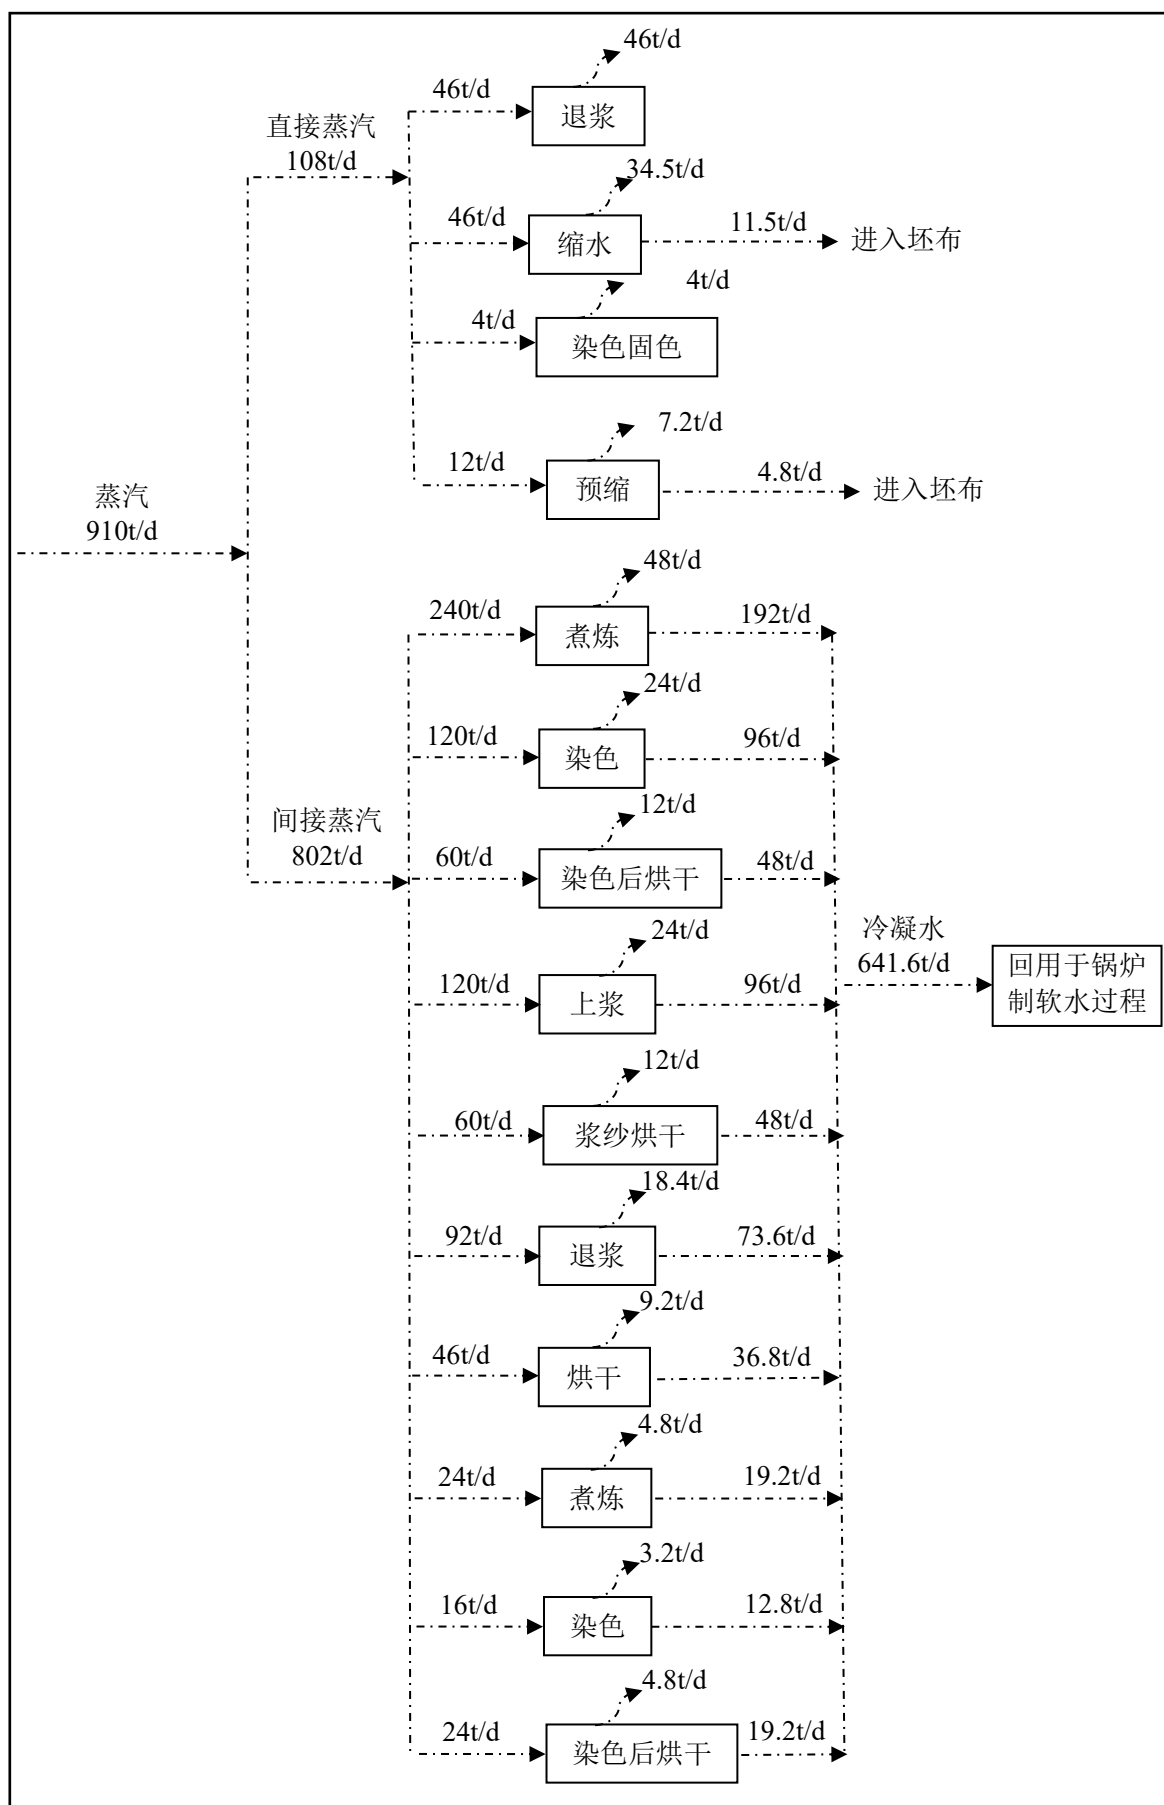 46t/d
46t/d
退浆
直接蒸汽
108t/d
34.5t/d
46t/d
缩水
11.5t/d
进入坯布
4t/d
4t/d
染色固色
7.2t/d
12t/d
预缩
4.8t/d
进入坯布
蒸汽
910t/d
48t/d
240t/d
煮炼
192t/d
24t/d
120t/d
染色
96t/d
间接蒸汽
802t/d
12t/d
60t/d
染色后烘干
48t/d
24t/d
120t/d
上浆
96t/d
冷凝水
641.6t/d
回用于锅炉
制软水过程
12t/d
60t/d
浆纱烘干
48t/d
18.4t/d
92t/d
退浆
73.6t/d
9.2t/d
46t/d
烘干
36.8t/d
4.8t/d
24t/d
煮炼
19.2t/d
3.2t/d
16t/d
染色
12.8t/d
4.8t/d
24t/d
染色后烘干
19.2t/d